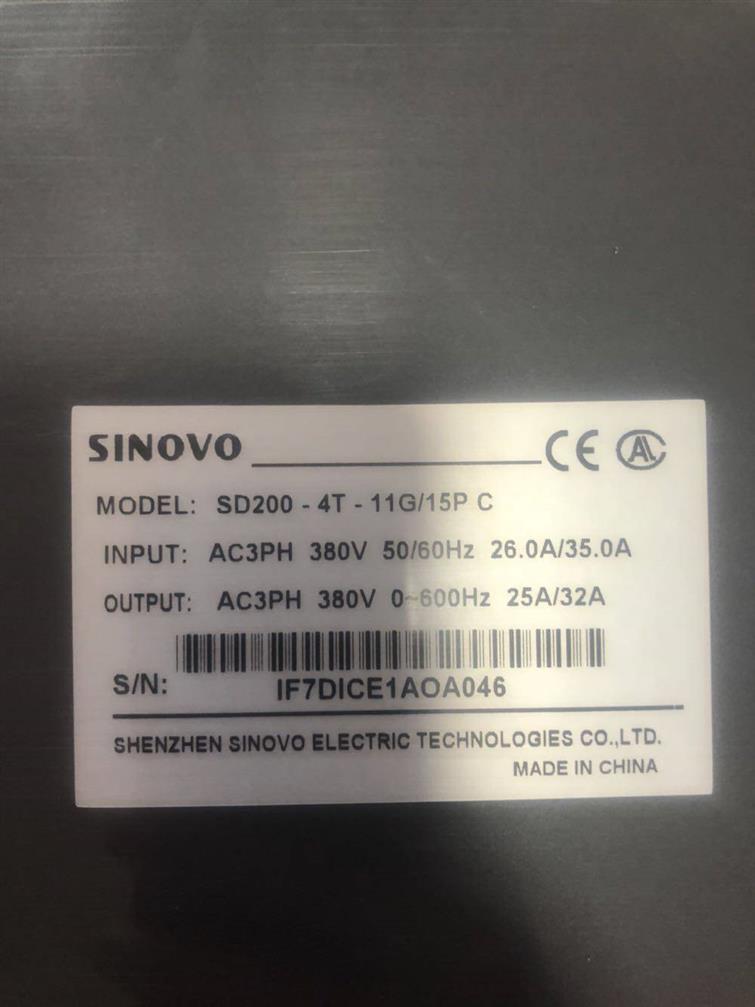 SINOVO CE
MODEL: SD200 - 4T - 11G/15P C
INPUT: AC3PH 380V 50/60Hz 26.0A/35.0A
OUTPUT: AC3PH 380V 0~600Hz 25A/32A
S/N: IF7DICE1AOA046
SHENZHEN SINOVO ELECTRIC TECHNOLOGIES CO.,LTD.
MADE IN CHINA